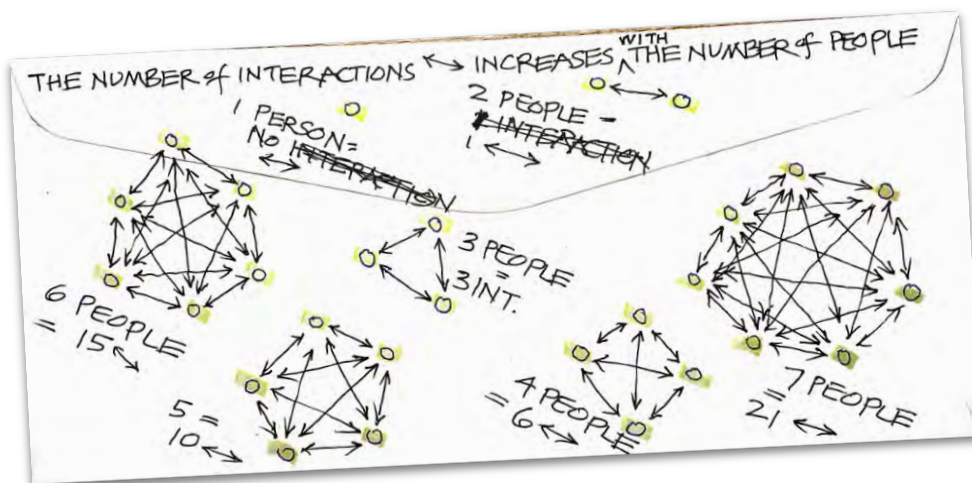 THE NUMBER of INTERACTIONS ↔ INCREASES WITH THE NUMBER of PEOPLE
1 PERSON =
NO INTERACTION
↔
2 PEOPLE -
1 INTERACTION
1 ↔
3 PEOPLE
=
3 INT.
6 PEOPLE
= 15 ↔
5 =
10 ↔
4 PEOPLE
= 6 ↔
7 PEOPLE
=
21 ↔